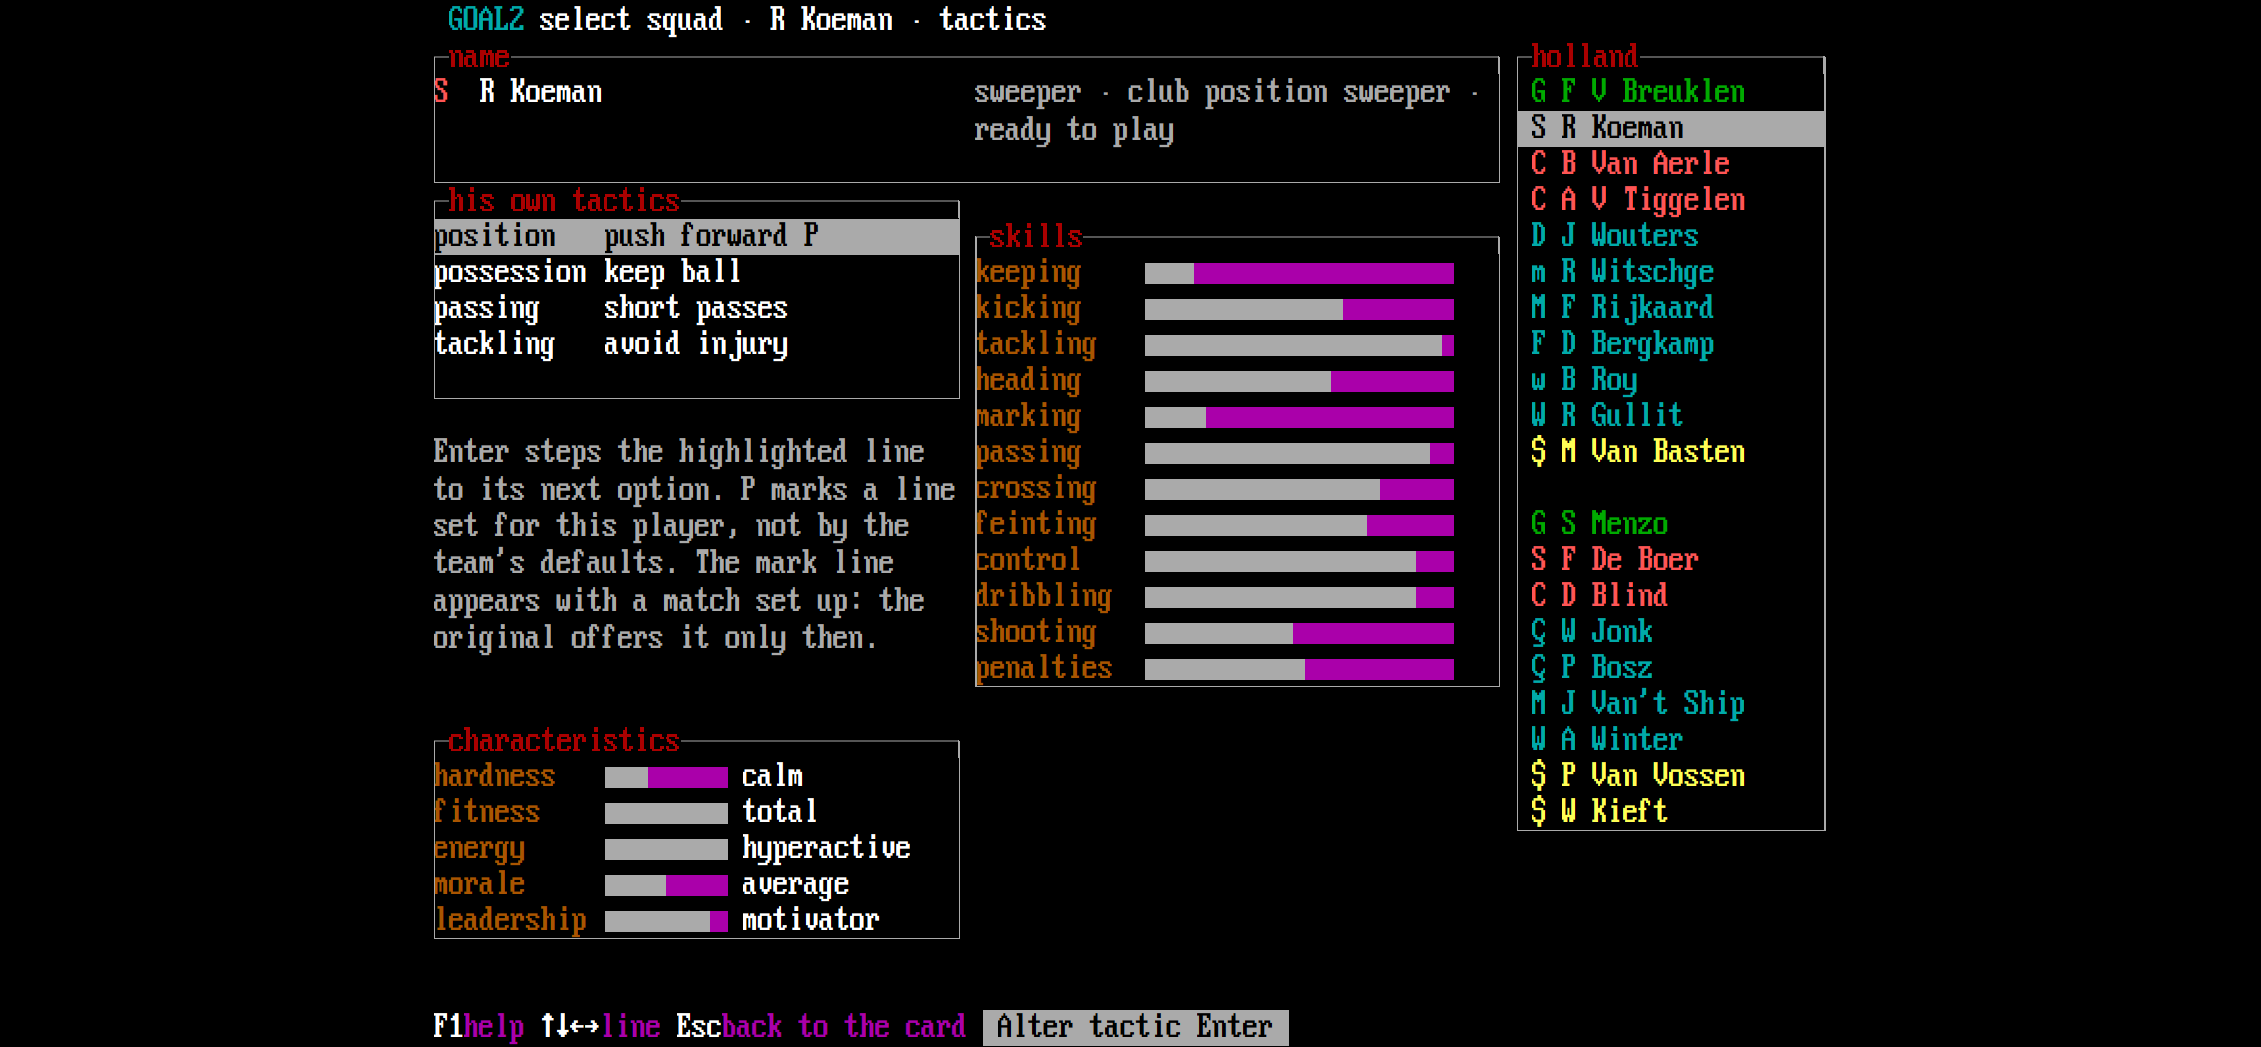 GOAL2 select squad · R Koeman · tactics
name
S R Koeman
sweeper · club position sweeper ·
ready to play
his own tactics
position push forward P
possession keep ball
passing short passes
tackling avoid injury
Enter steps the highlighted line
to its next option. P marks a line
set for this player, not by the
team's defaults. The mark line
appears with a match set up: the
original offers it only then.
characteristics
hardness calm
fitness total
energy hyperactive
morale average
leadership motivator
skills
keeping
kicking
tackling
heading
marking
passing
crossing
feinting
control
dribbling
shooting
penalties
holland
G F V Breuklen
S R Koeman
C B Van Aerle
C A V Tiggelen
D J Wouters
m R Witschge
M F Rijkaard
F D Bergkamp
w B Roy
W R Gullit
$ M Van Basten
G S Menzo
S F De Boer
C D Blind
Ç W Jonk
Ç P Bosz
M J Van't Ship
W A Winter
$ P Van Vossen
$ W Kieft
F1help ↑↓←→line Escback to the card Alter tactic Enter